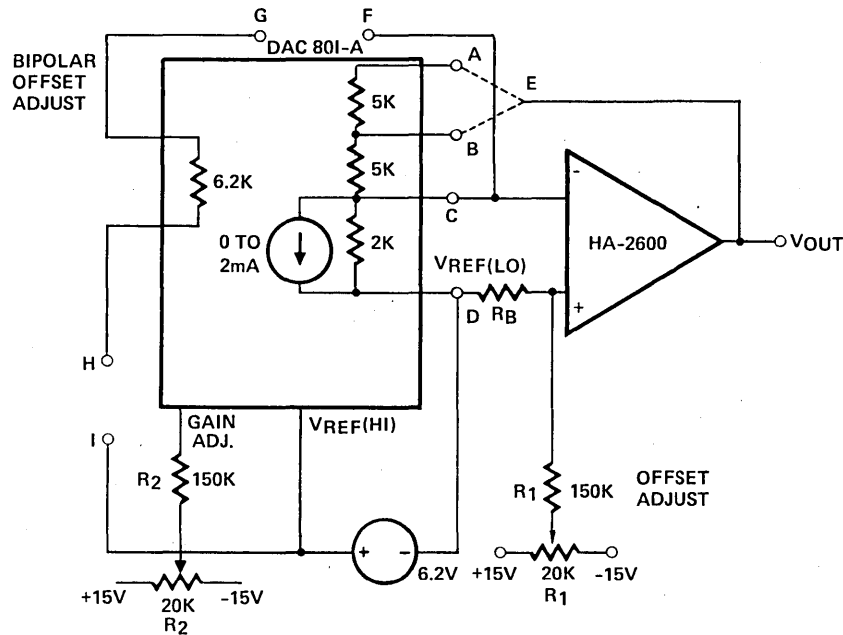 G
F
DAC 80I-A
BIPOLAR
OFFSET
ADJUST
A
E
5K
B
5K
6.2K
C
-
0 TO
2mA
2K
HA-2600
VOUT
VREF(LO)
D
RB
+
H
GAIN
ADJ.
VREF(HI)
I
R2
150K
R1
150K
OFFSET
ADJUST
+
-
6.2V
+15V
-15V
20K
R1
+15V
-15V
20K
R2